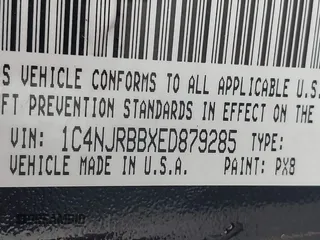 S VEHICLE CONFORMS TO ALL APPLICABLE U.S.
FT PREVENTION STANDARDS IN EFFECT ON THE
VIN: 1C4NJRBBXED879285 TYPE:
VEHICLE MADE IN U.S.A. PAINT: PX8